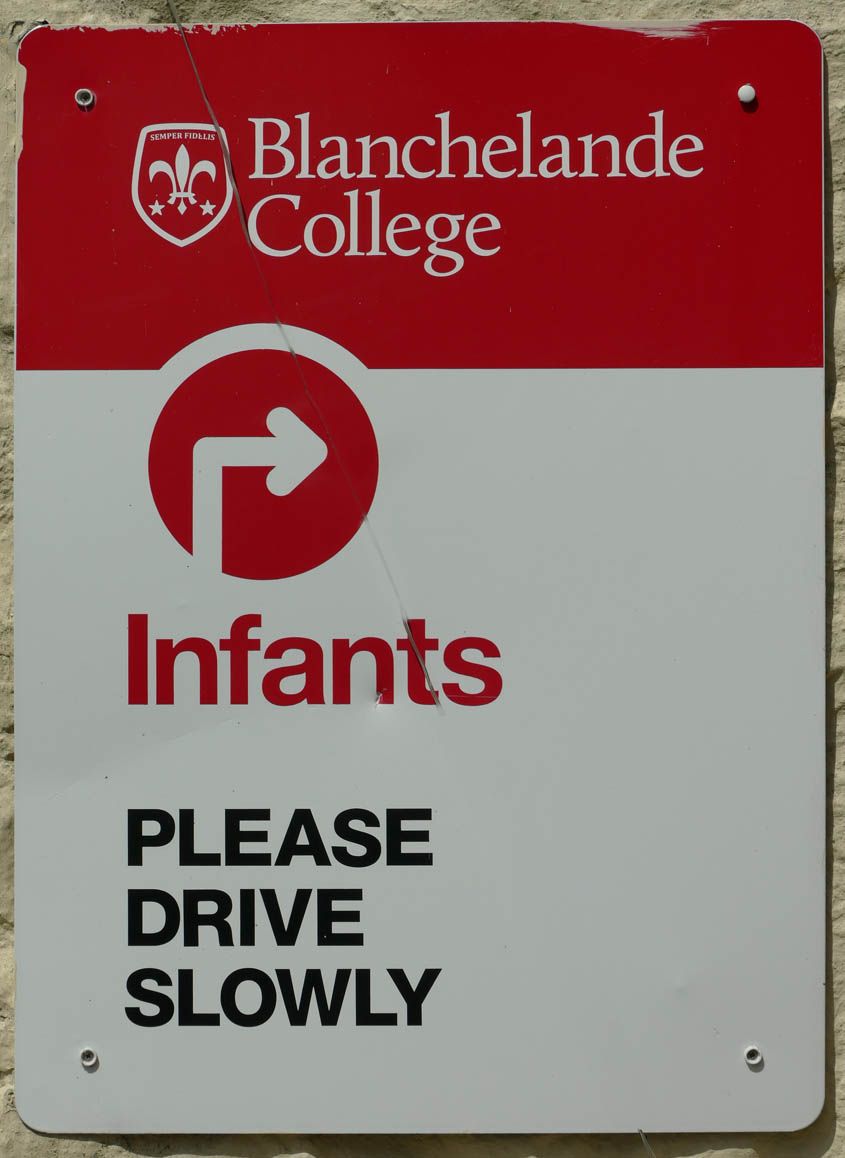 SEMPER FIDELIS
Blanchelande
College
Infants
PLEASE
DRIVE
SLOWLY